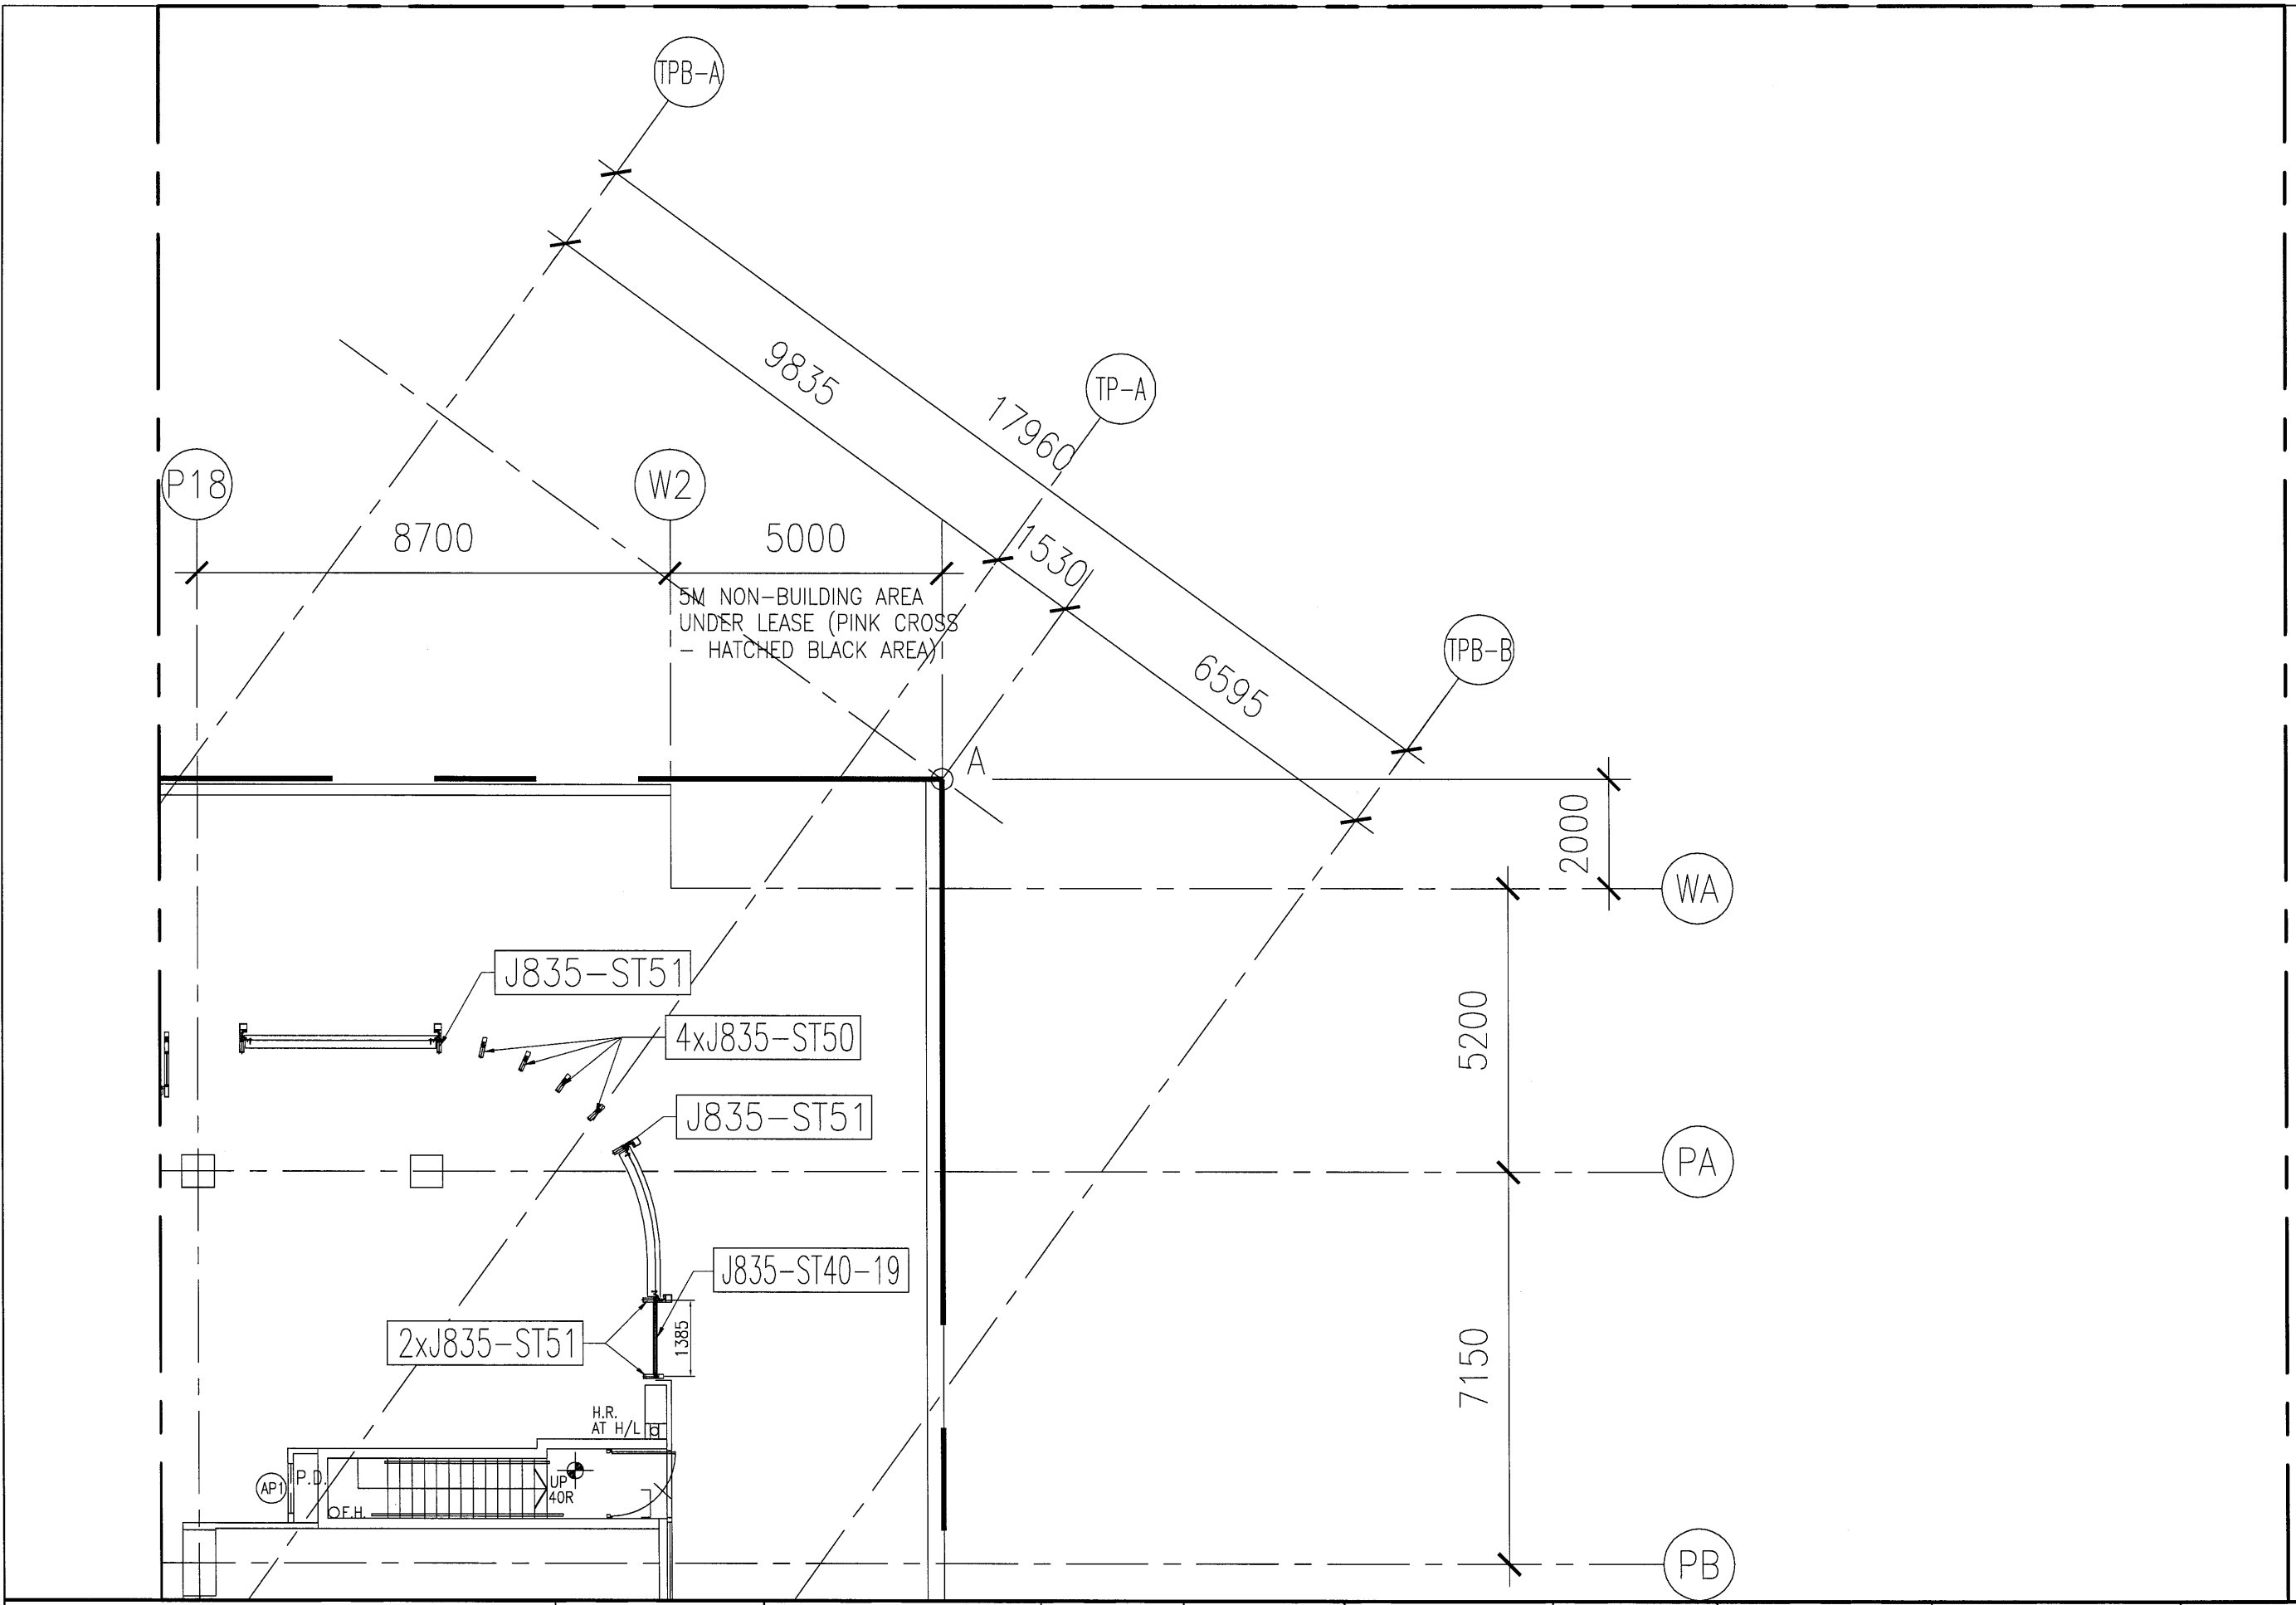 TPB-A
9835
17960
TP-A
P18
W2
8700
5000
1530
5M NON-BUILDING AREA
UNDER LEASE (PINK CROSS
- HATCHED BLACK AREA)
TPB-B
6595
A
2000
WA
J835-ST51
4xJ835-ST50
5200
J835-ST51
PA
J835-ST40-19
2xJ835-ST51
1385
7150
H.R.
AT H/L
AP1
P.D.
UP
40R
F.H.
PB